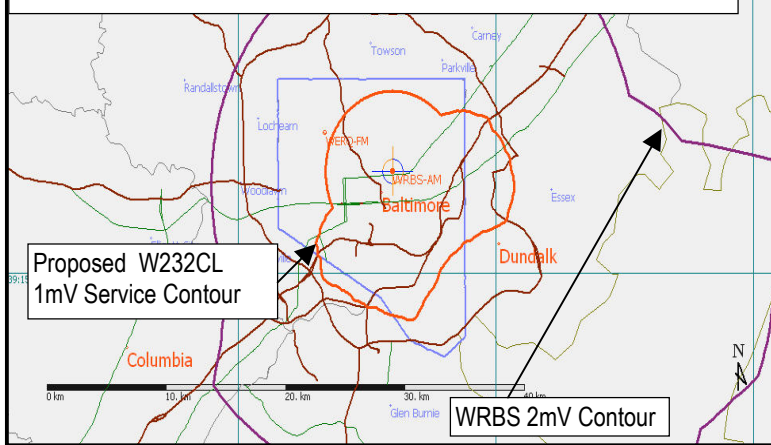 Carney
Towson
Parkville
Randallstown
Lochearn
WERQ-FM
WRBS-AM
Woodlawn
Baltimore
Essex
Dundalk
Proposed W232CL
1mV Service Contour
39:15
Columbia
N
0 km
10. km
20. km
30. km
40 km
Glen Burnie
WRBS 2mV Contour